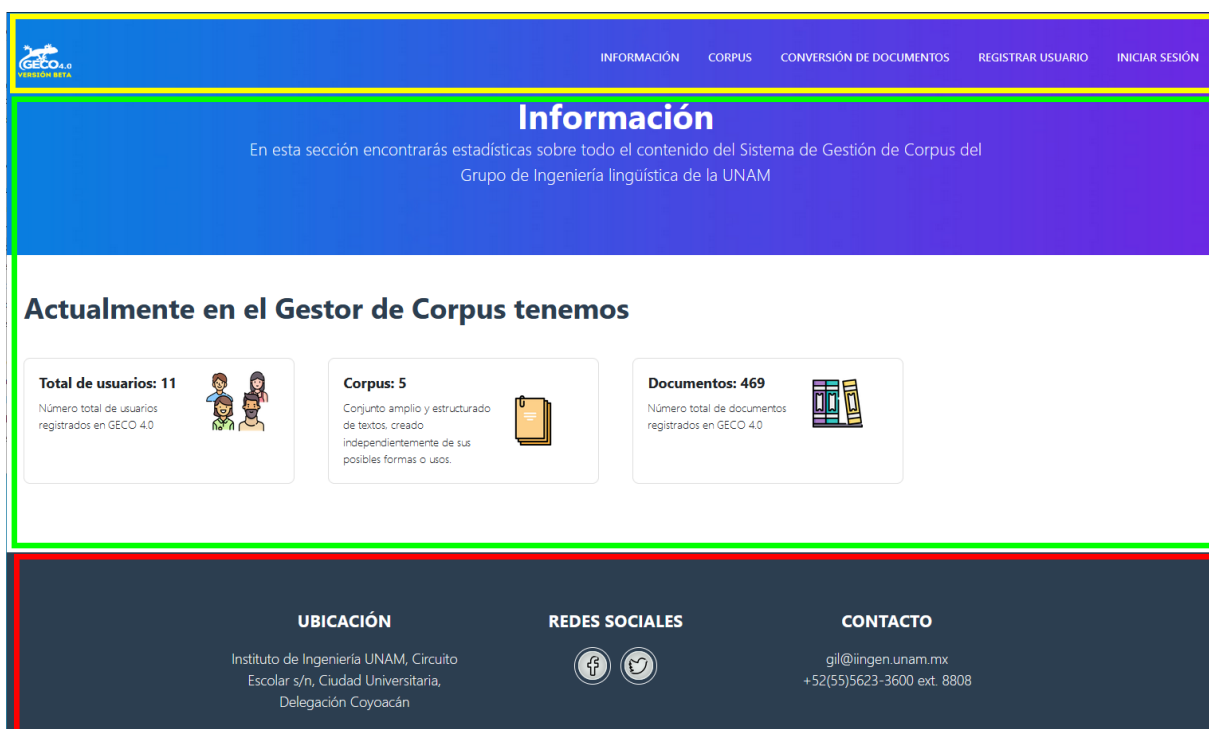 GECO4.0
VERSIÓN BETA
INFORMACIÓN CORPUS CONVERSIÓN DE DOCUMENTOS REGISTRAR USUARIO INICIAR SESIÓN
Información
En esta sección encontrarás estadísticas sobre todo el contenido del Sistema de Gestión de Corpus del
Grupo de Ingeniería lingüística de la UNAM
Actualmente en el Gestor de Corpus tenemos
Total de usuarios: 11
Número total de usuarios
registrados en GECO 4.0
Corpus: 5
Conjunto amplio y estructurado
de textos, creado
independientemente de sus
posibles formas o usos.
Documentos: 469
Número total de documentos
registrados en GECO 4.0
UBICACIÓN
Instituto de Ingeniería UNAM, Circuito
Escolar s/n, Ciudad Universitaria,
Delegación Coyoacán
REDES SOCIALES
CONTACTO
gil@iingen.unam.mx
+52(55)5623-3600 ext. 8808